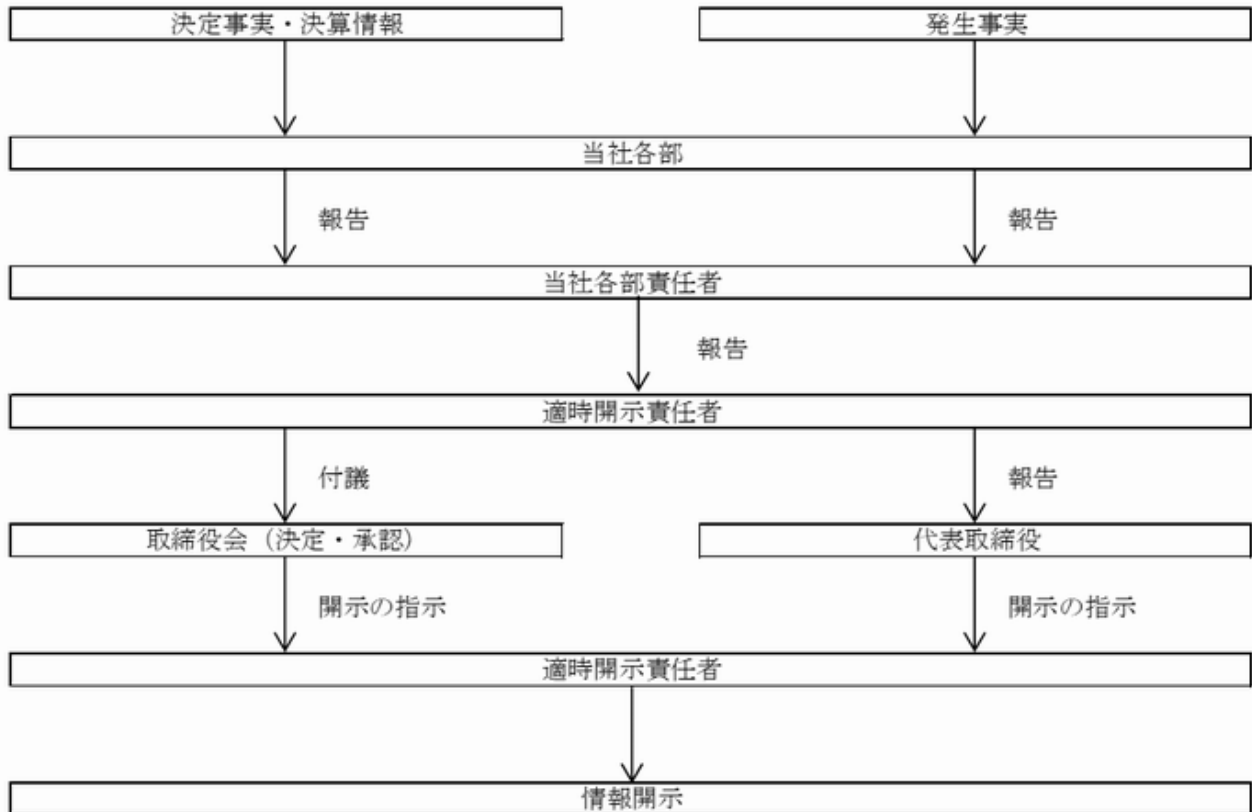 決定事実・決算情報
発生事実
当社各部
報告
報告
当社各部責任者
報告
適時開示責任者
付議
報告
取締役会（決定・承認）
代表取締役
開示の指示
開示の指示
適時開示責任者
情報開示